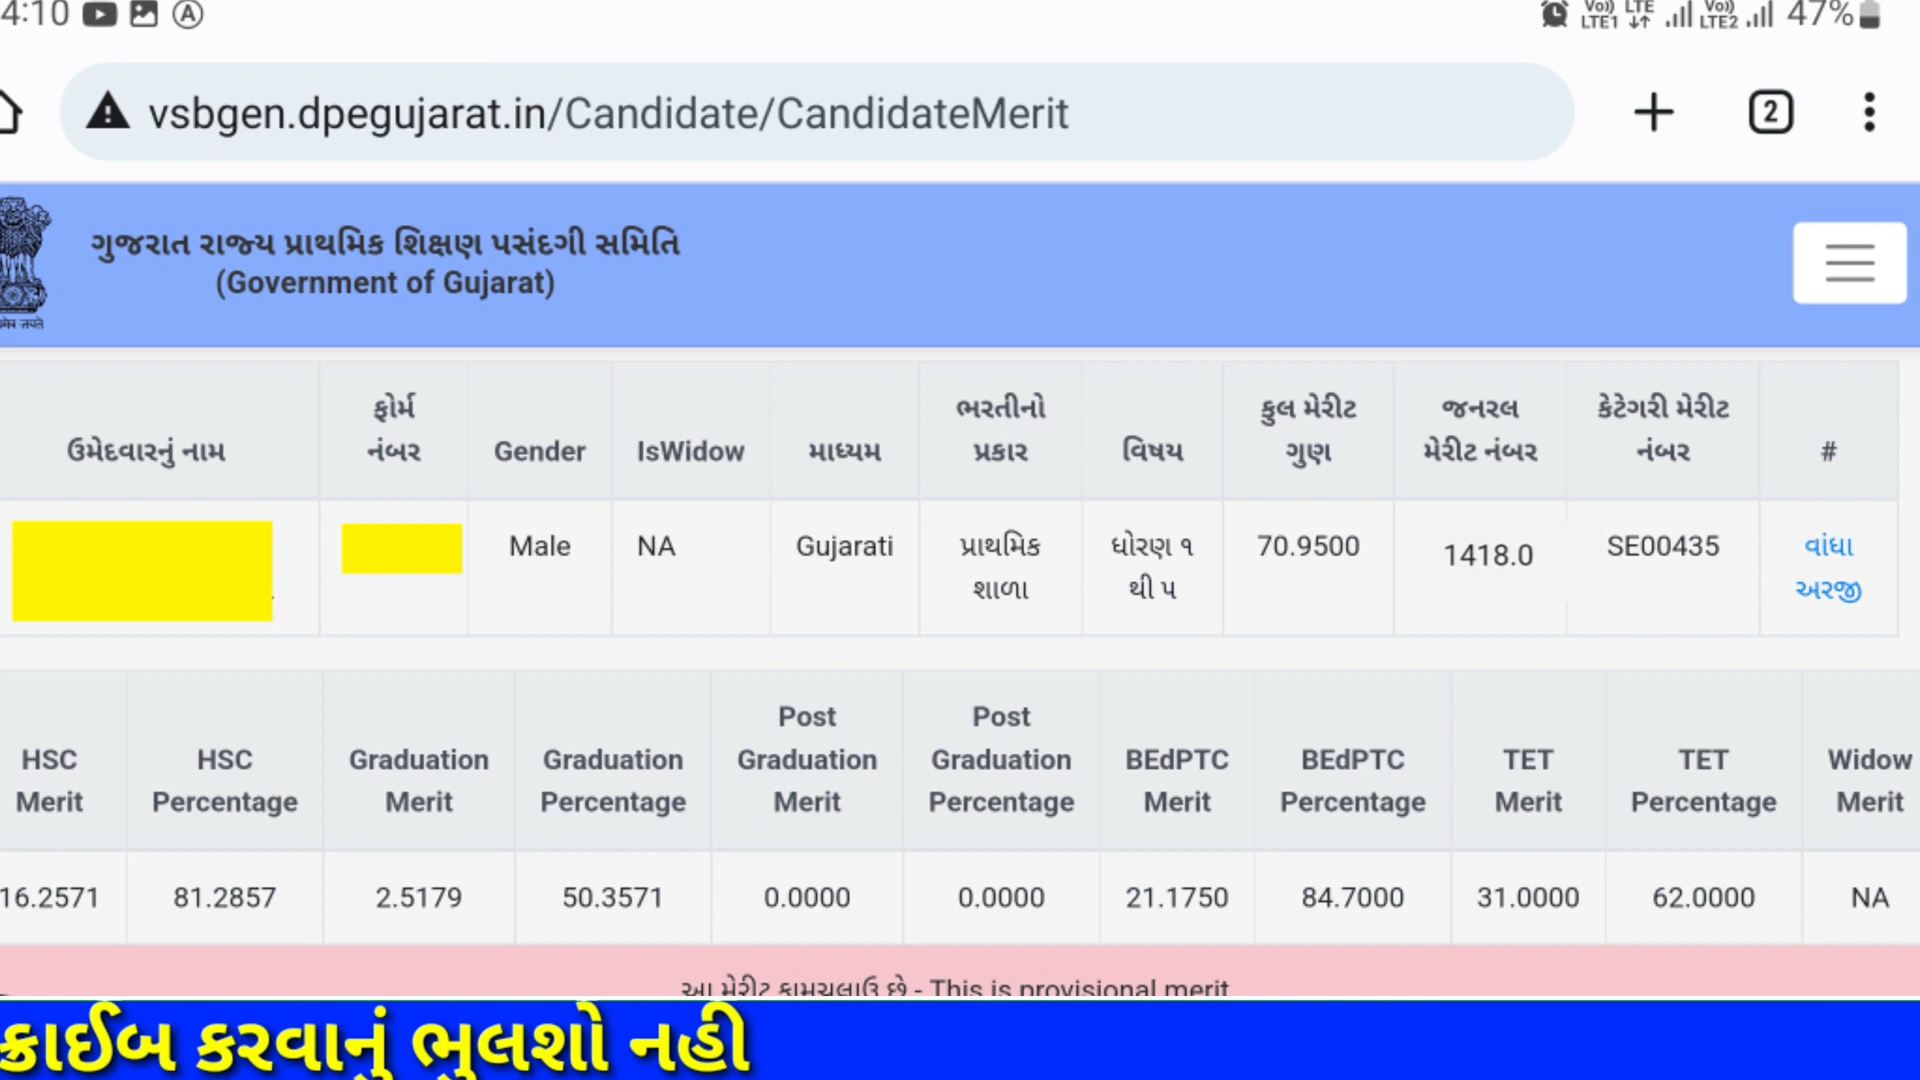 4:10 47%
vsbgen.dpegujarat.in/Candidate/CandidateMerit
2
ગુજરાત રાજ્ય પ્રાથમિક શિક્ષણ પસંદગી સમિતિ
(Government of Gujarat)
ઉમેદવારનું નામ
ફોર્મ નંબર
Gender
IsWidow
માધ્યમ
ભરતીનો પ્રકાર
વિષય
કુલ મેરીટ ગુણ
જનરલ મેરીટ નંબર
કેટેગરી મેરીટ નંબર
#
Male
NA
Gujarati
પ્રાથમિક શાળા
ધોરણ ૧ થી ૫
70.9500
1418.0
SE00435
વાંધા અરજી
HSC Merit
HSC Percentage
Graduation Merit
Graduation Percentage
Post Graduation Merit
Post Graduation Percentage
BEdPTC Merit
BEdPTC Percentage
TET Merit
TET Percentage
Widow Merit
16.2571
81.2857
2.5179
50.3571
0.0000
0.0000
21.1750
84.7000
31.0000
62.0000
NA
આ મેરીટ કામચલાઉ છે - This is provisional merit
ક્રાઈબ કરવાનું ભુલશો નહી